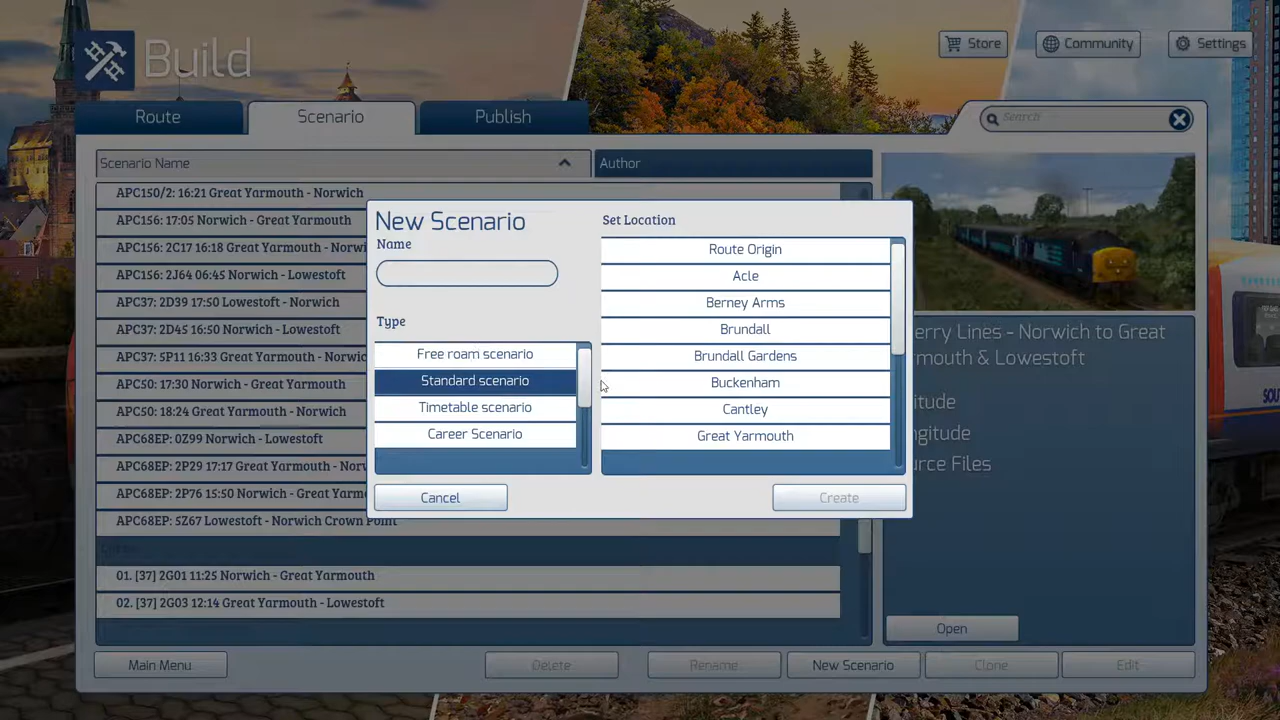 Build
Store
Community
Settings
Route
Scenario
Publish
Search
Scenario Name
Author
APC150/2: 16:21 Great Yarmouth - Norwich
APC156: 17:05 Norwich - Great Yarmouth
APC156: 2C17 16:18 Great Yarmouth - Norwi
APC156: 2J64 06:45 Norwich - Lowestoft
APC37: 2D39 17:50 Lowestoft - Norwich
APC37: 2D45 16:50 Norwich - Lowestoft
APC37: 5P11 16:33 Great Yarmouth - Norwic
APC50: 17:30 Norwich - Great Yarmouth
APC50: 18:24 Great Yarmouth - Norwich
APC68EP: 0Z99 Norwich - Lowestoft
APC68EP: 2P29 17:17 Great Yarmouth - Norw
APC68EP: 2P76 15:50 Norwich - Great Yarm
APC68EP: 5Z67 Lowestoft - Norwich Crown Point
01. [37] 2G01 11:25 Norwich - Great Yarmouth
02. [37] 2G03 12:14 Great Yarmouth - Lowestoft
New Scenario
Name
Type
Free roam scenario
Standard scenario
Timetable scenario
Career Scenario
Set Location
Route Origin
Acle
Berney Arms
Brundall
Brundall Gardens
Buckenham
Cantley
Great Yarmouth
Cancel
Create
erry Lines - Norwich to Great
mouth & Lowestoft
itude
ngitude
urce Files
Open
Main Menu
Delete
Rename
New Scenario
Clone
Edit